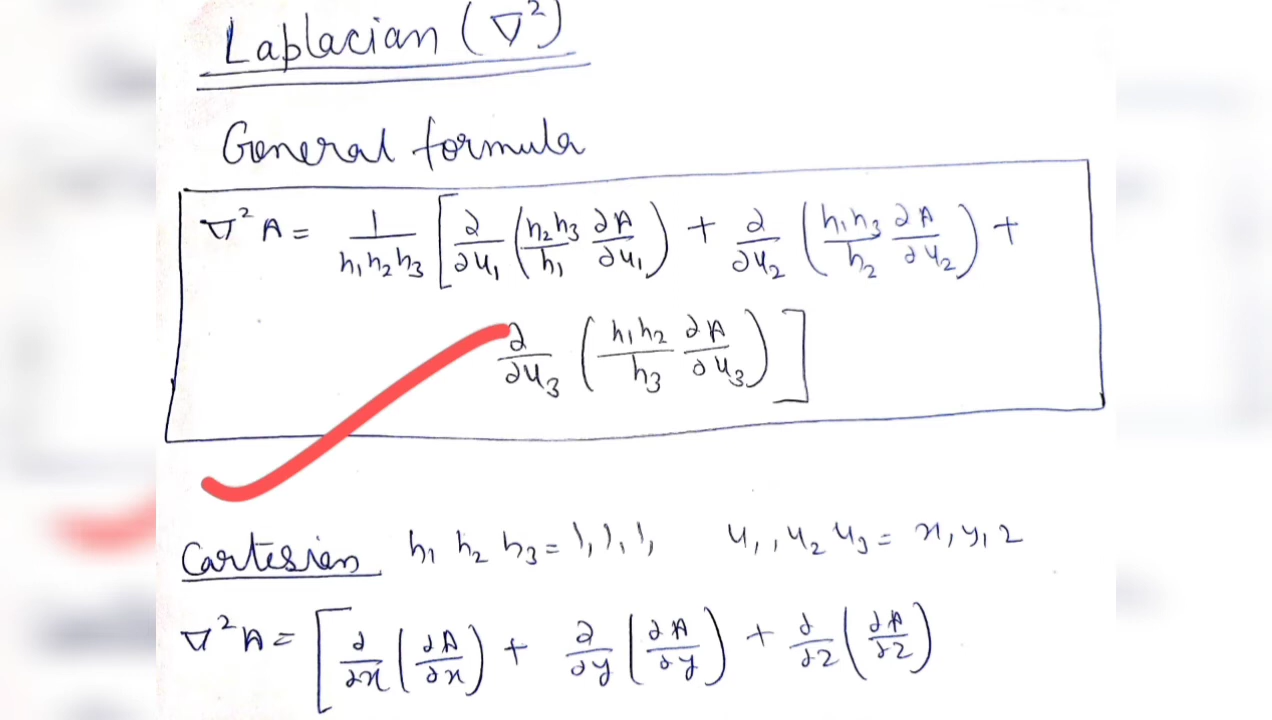 Laplacian (∇²)
General formula
∇²A = 1/(h₁h₂h₃) [ ∂/∂u₁ ( h₂h₃/h₁ ∂A/∂u₁ ) + ∂/∂u₂ ( h₁h₃/h₂ ∂A/∂u₂ ) +
∂/∂u₃ ( h₁h₂/h₃ ∂A/∂u₃ ) ]
Cartesian h₁ h₂ h₃ = 1, 1, 1, u₁, u₂ u₃ = x, y, z
∇²A = [ ∂/∂x ( ∂A/∂x ) + ∂/∂y ( ∂A/∂y ) + ∂/∂z ( ∂A/∂z )